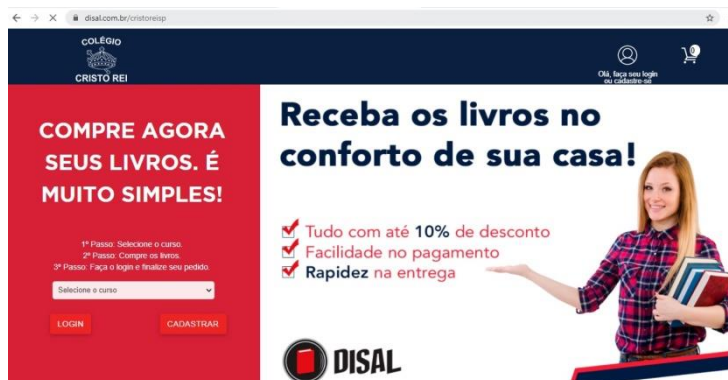 disal.com.br/cristoreisp
COLÉGIO
CRISTO REI
Olá, faça seu login
ou cadastre-se
0
COMPRE AGORA
SEUS LIVROS. É
MUITO SIMPLES!
1º Passo: Selecione o curso.
2º Passo: Compre os livros.
3º Passo: Faça o login e finalize seu pedido.
Selecione o curso
LOGIN
CADASTRAR
Receba os livros no
conforto de sua casa!
Tudo com até 10% de desconto
Facilidade no pagamento
Rapidez na entrega
DISAL